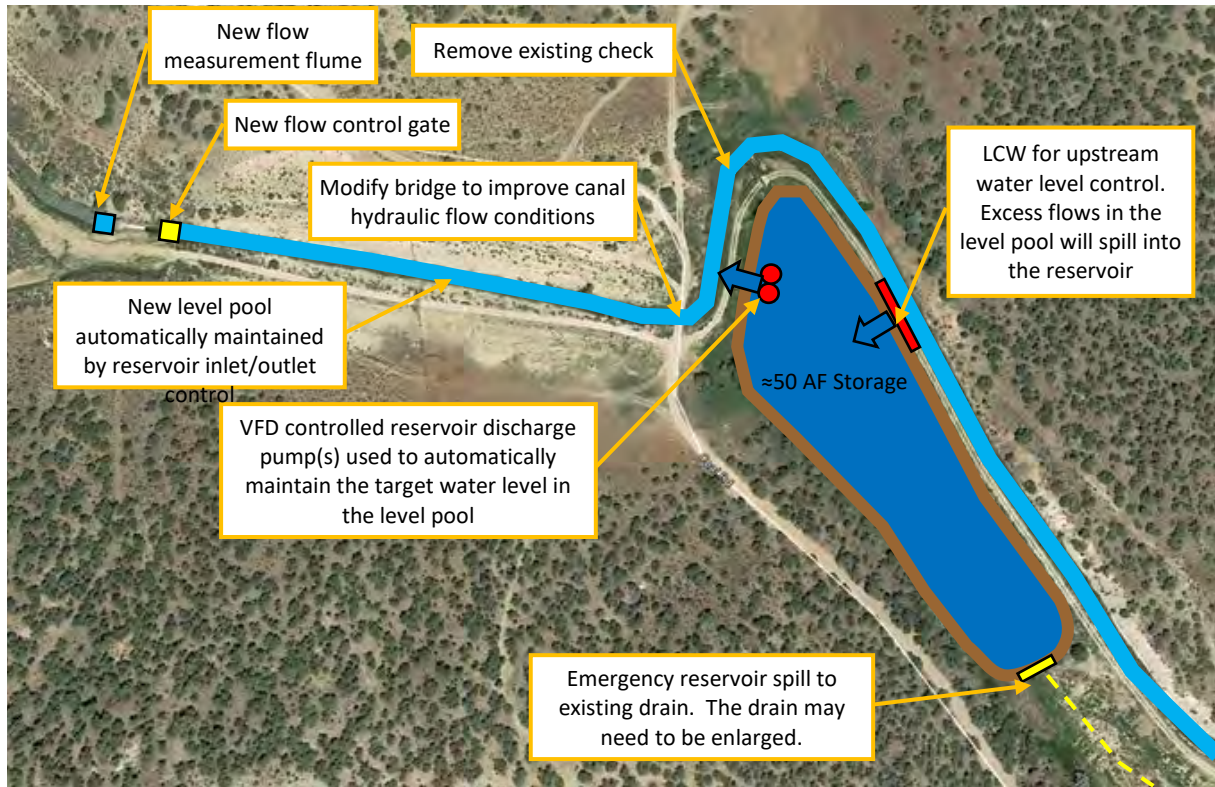 New flow
measurement flume
Remove existing check
New flow control gate
LCW for upstream
water level control.
Excess flows in the
level pool will spill into
the reservoir
Modify bridge to improve canal
hydraulic flow conditions
New level pool
automatically maintained
by reservoir inlet/outlet
control
≈50 AF Storage
VFD controlled reservoir discharge
pump(s) used to automatically
maintain the target water level in
the level pool
Emergency reservoir spill to
existing drain.  The drain may
need to be enlarged.